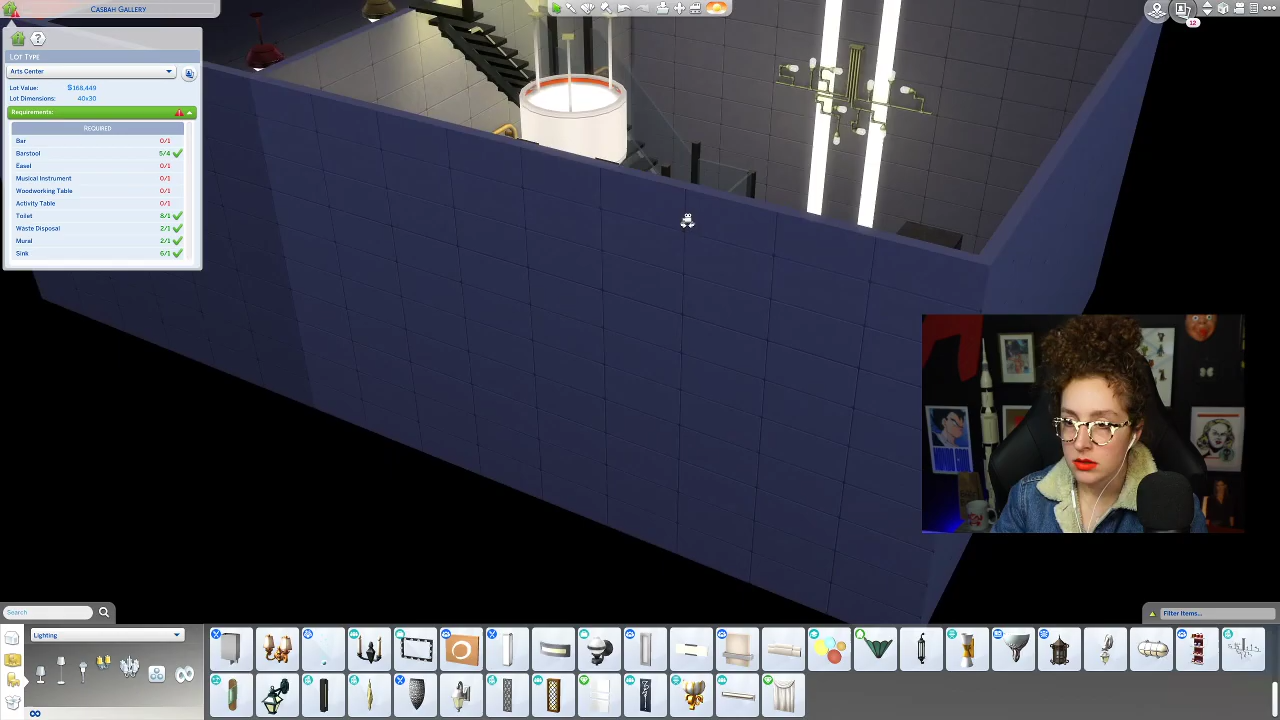 CASBAH GALLERY
12
LOT TYPE
Arts Center
Lot Value: $168,449
Lot Dimensions: 40x30
Requirements:
REQUIRED
Bar 0/1
Barstool 5/4
Easel 0/1
Musical Instrument 0/1
Woodworking Table 0/1
Activity Table 0/1
Toilet 8/1
Waste Disposal 2/1
Mural 2/1
Sink 6/1
Search
Filter Items...
Lighting